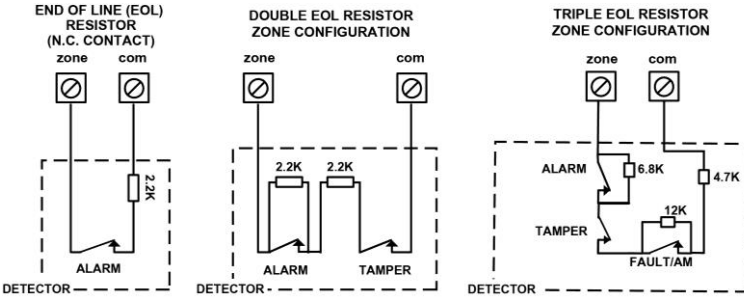 END OF LINE (EOL)
RESISTOR
(N.C. CONTACT)
zone com
2.2K
ALARM
DETECTOR
DOUBLE EOL RESISTOR
ZONE CONFIGURATION
zone com
2.2K 2.2K
ALARM TAMPER
DETECTOR
TRIPLE EOL RESISTOR
ZONE CONFIGURATION
zone com
ALARM 6.8K 4.7K
TAMPER 12K
FAULT/AM
DETECTOR